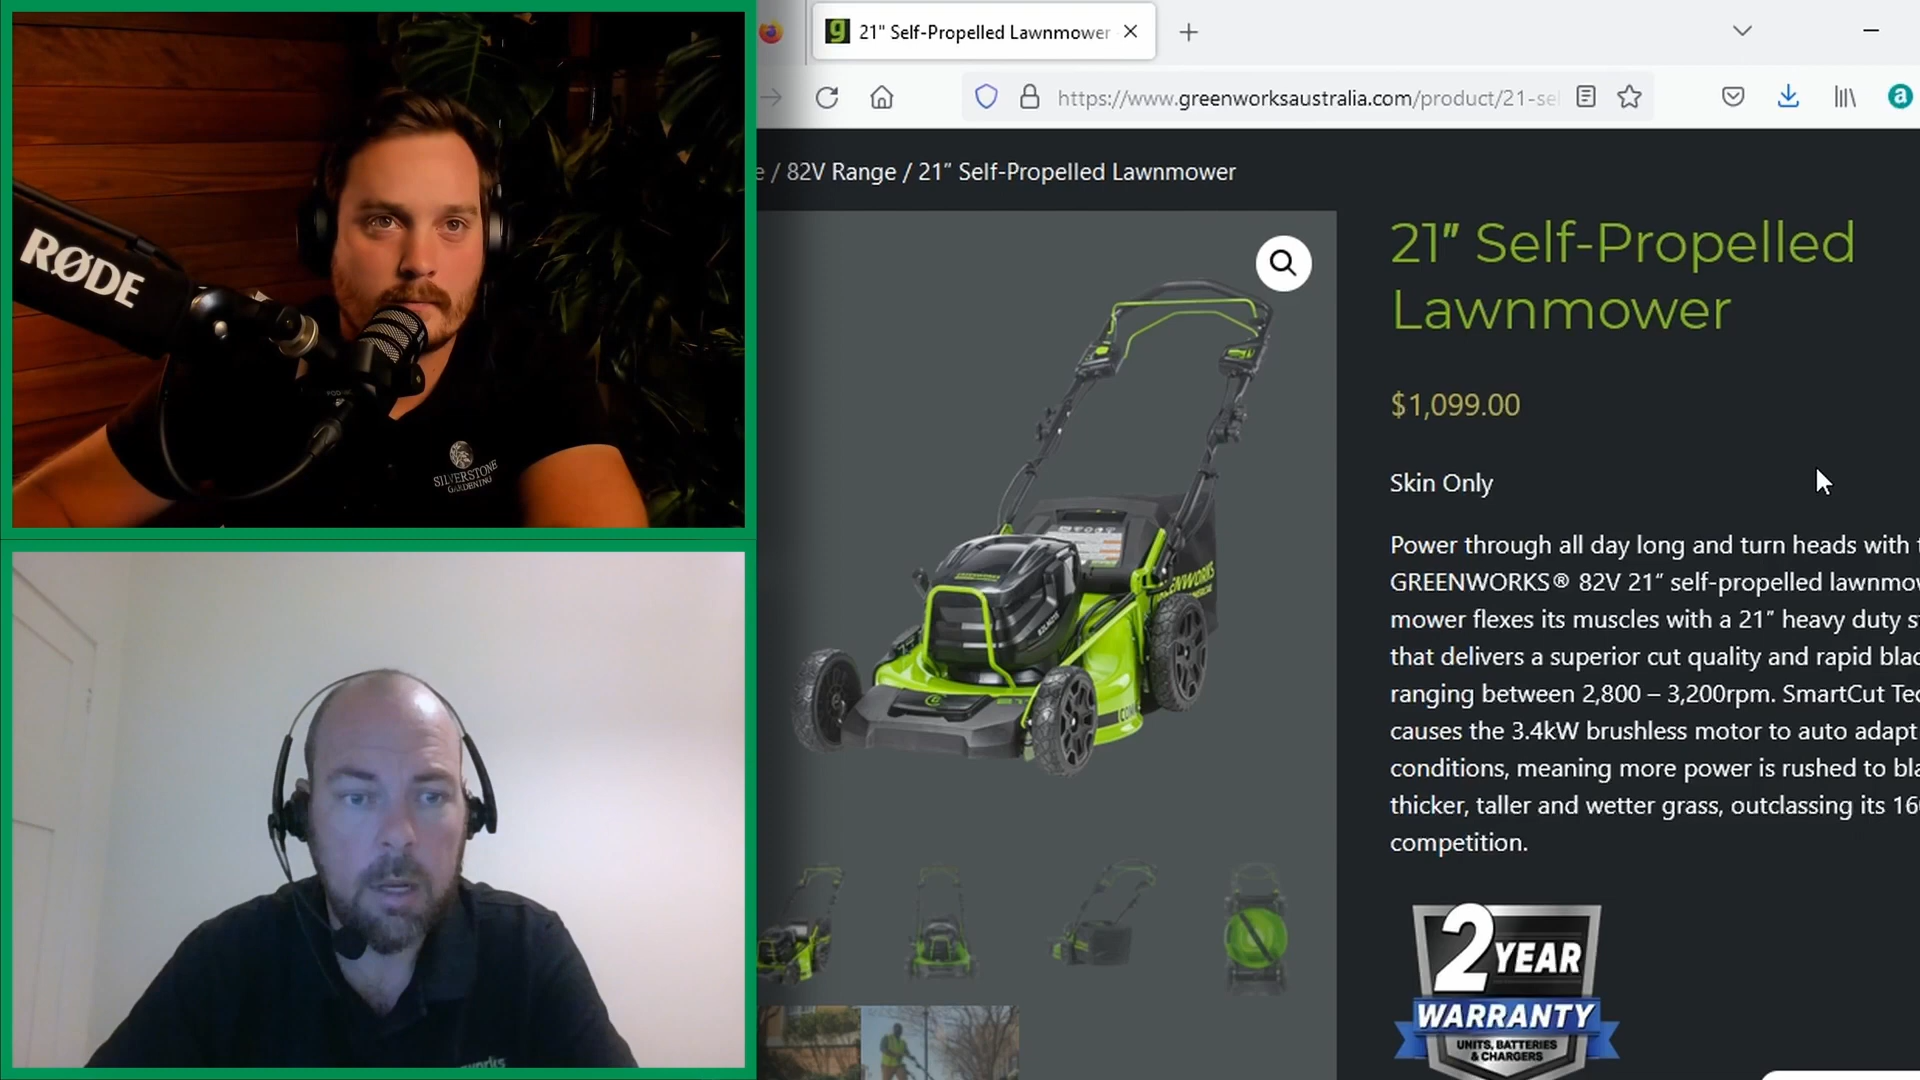 RØDE
SILVERSTONE
GARDENING
21" Self-Propelled Lawnmower
https://www.greenworksaustralia.com/product/21-sel
e / 82V Range / 21" Self-Propelled Lawnmower
21" Self-Propelled
Lawnmower
$1,099.00
Skin Only
Power through all day long and turn heads with
GREENWORKS® 82V 21" self-propelled lawnmow
mower flexes its muscles with a 21" heavy duty s
that delivers a superior cut quality and rapid blad
ranging between 2,800 – 3,200rpm. SmartCut Tec
causes the 3.4kW brushless motor to auto adapt
conditions, meaning more power is rushed to bla
thicker, taller and wetter grass, outclassing its 16
competition.
2 YEAR
WARRANTY
UNITS, BATTERIES
& CHARGERS